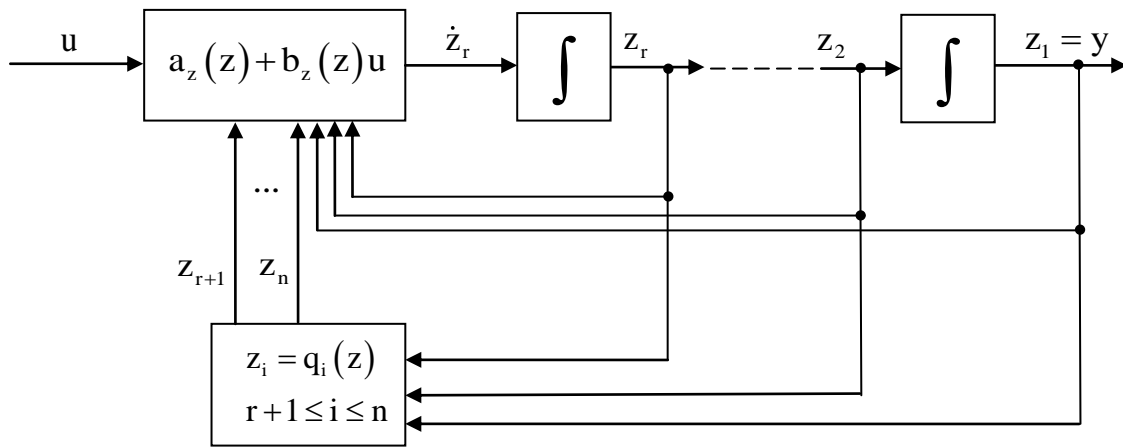 u
a_z(z)+b_z(z)u
ż_r
∫
z_r
z_2
∫
z_1 = y
...
z_{r+1}
z_n
z_i = q_i(z)
r+1≤i≤n